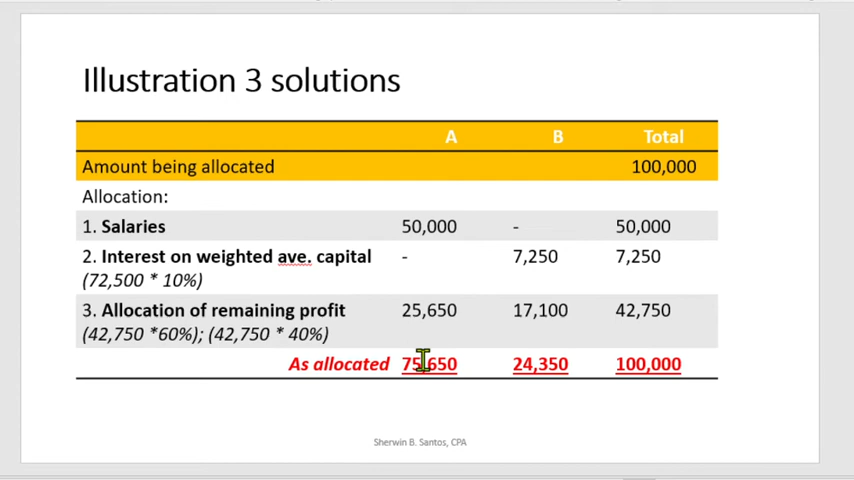 Illustration 3 solutions
A B Total
Amount being allocated 100,000
Allocation:
1. Salaries 50,000 - 50,000
2. Interest on weighted ave. capital - 7,250 7,250
(72,500 * 10%)
3. Allocation of remaining profit 25,650 17,100 42,750
(42,750 *60%); (42,750 * 40%)
As allocated 75,650 24,350 100,000
Sherwin B. Santos, CPA